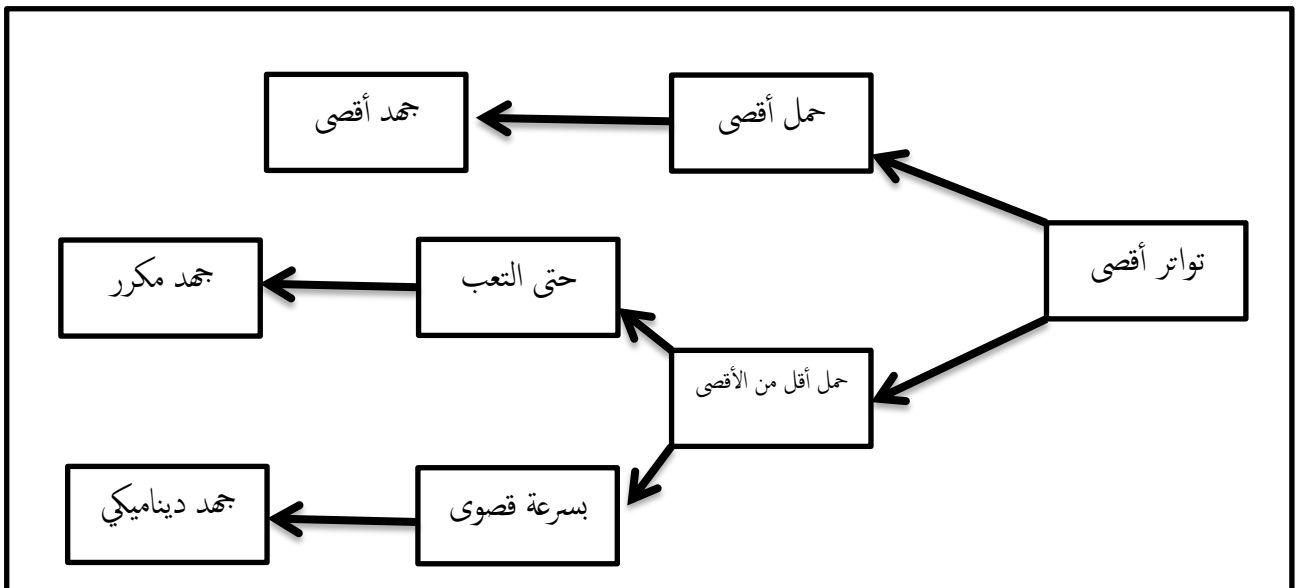 حمل أقصى
جهد أقصى
تواتر أقصى
حتى التعب
جهد مكرر
حمل أقل من الأقصى
بسرعة قصوى
جهد ديناميكي